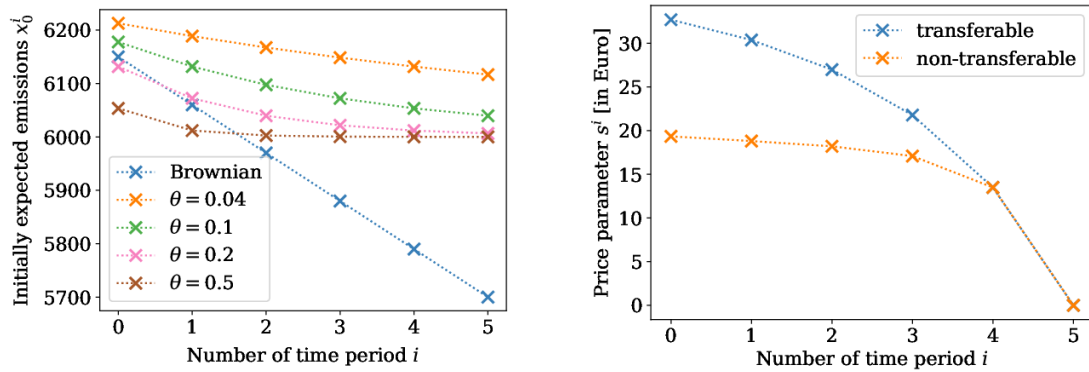 Initially expected emissions x_0^i
6200
6100
6000
5900
5800
5700
Brownian
θ = 0.04
θ = 0.1
θ = 0.2
θ = 0.5
0 1 2 3 4 5
Number of time period i
Price parameter s^i [in Euro]
30
25
20
15
10
5
0
transferable
non-transferable
0 1 2 3 4 5
Number of time period i